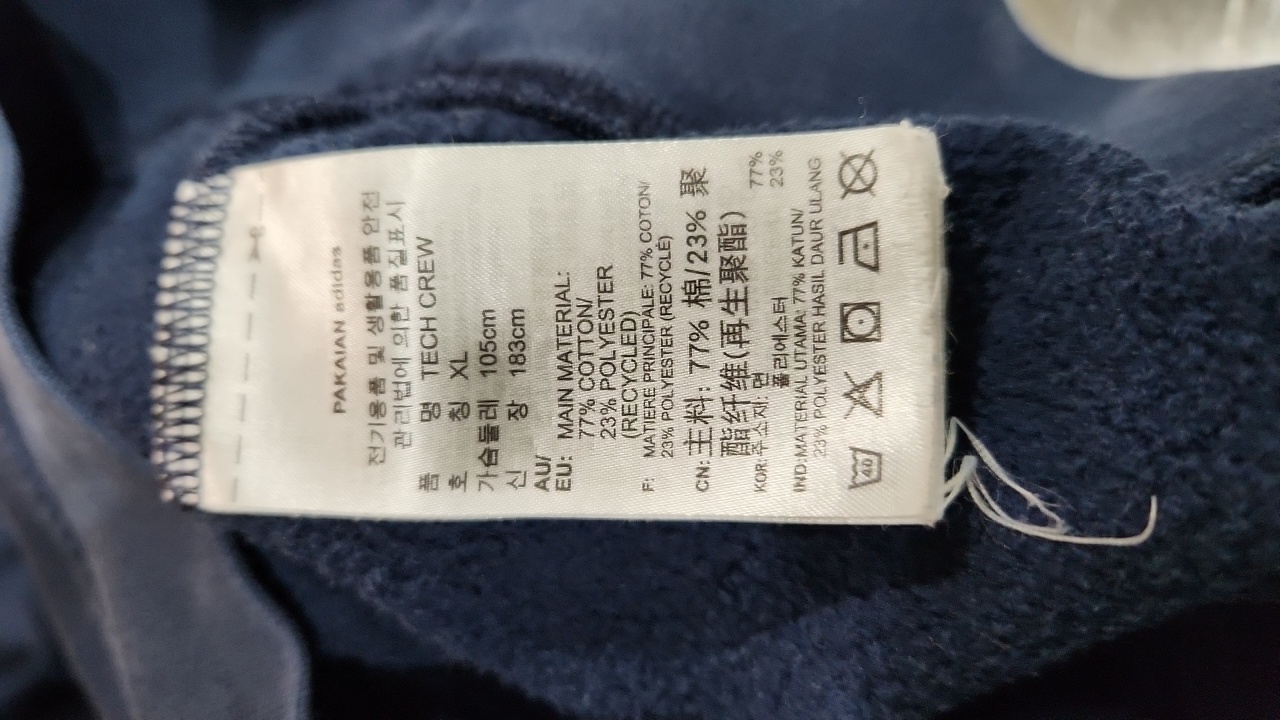 PAKAIAN adidas
전기용품 및 생활용품 안전
관리법에 의한 품질표시
품 명 TECH CREW
호 칭 XL
가슴둘레 105cm
신 장 183cm
AU/
EU: MAIN MATERIAL:
77% COTTON/
23% POLYESTER
(RECYCLED)
F: MATIERE PRINCIPALE: 77% COTON/
23% POLYESTER (RECYCLÉ)
CN: 主料: 77% 棉/23% 聚
酯纤维(再生聚酯)
KOR: 주소재: 면 77%
폴리에스터 23%
IND: MATERIAL UTAMA: 77% KATUN/
23% POLYESTER HASIL DAUR ULANG
40